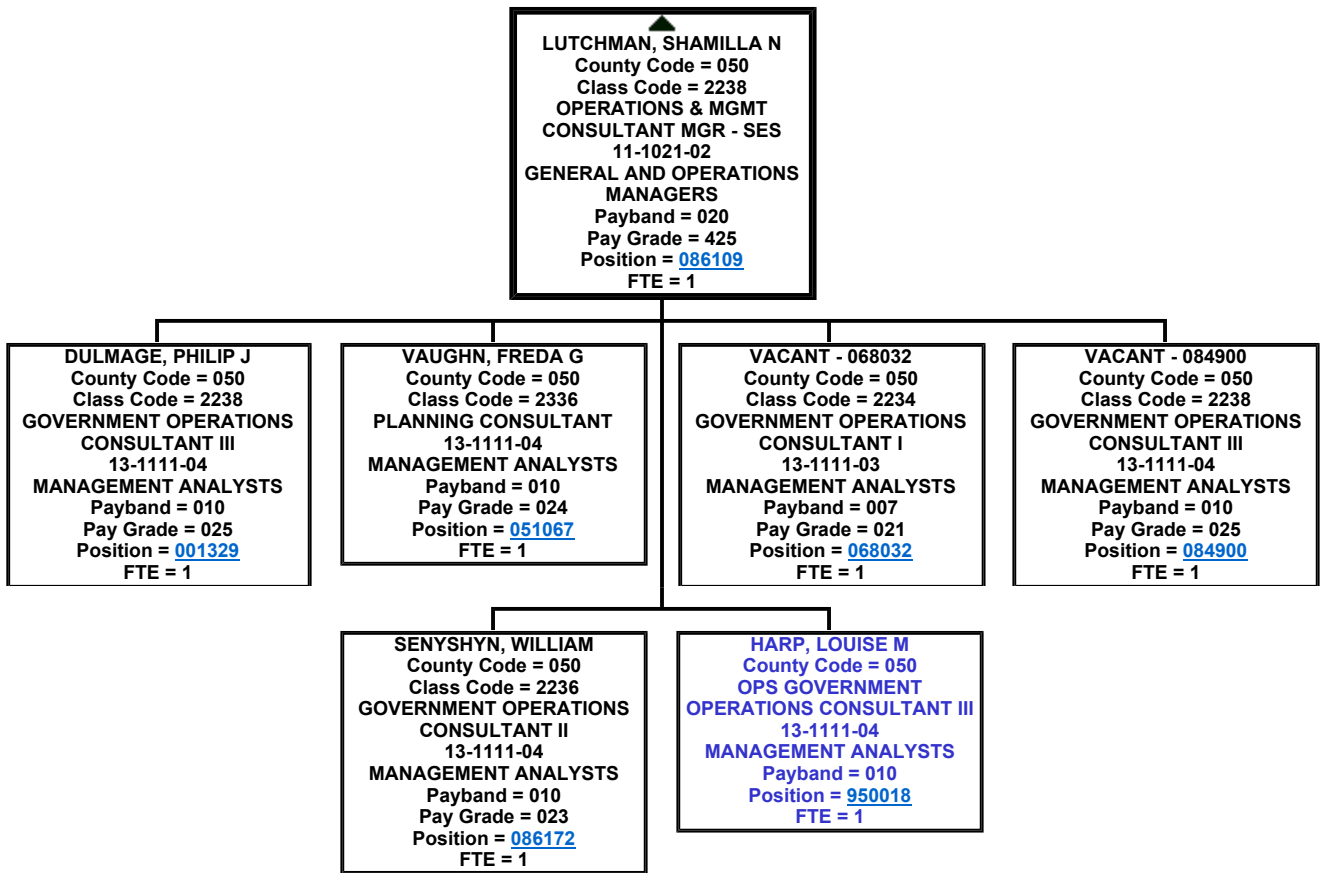 LUTCHMAN, SHAMILLA N
County Code = 050
Class Code = 2238
OPERATIONS & MGMT
CONSULTANT MGR - SES
11-1021-02
GENERAL AND OPERATIONS
MANAGERS
Payband = 020
Pay Grade = 425
Position = 086109
FTE = 1
DULMAGE, PHILIP J
County Code = 050
Class Code = 2238
GOVERNMENT OPERATIONS
CONSULTANT III
13-1111-04
MANAGEMENT ANALYSTS
Payband = 010
Pay Grade = 025
Position = 001329
FTE = 1
VAUGHN, FREDA G
County Code = 050
Class Code = 2336
PLANNING CONSULTANT
13-1111-04
MANAGEMENT ANALYSTS
Payband = 010
Pay Grade = 024
Position = 051067
FTE = 1
VACANT - 068032
County Code = 050
Class Code = 2234
GOVERNMENT OPERATIONS
CONSULTANT I
13-1111-03
MANAGEMENT ANALYSTS
Payband = 007
Pay Grade = 021
Position = 068032
FTE = 1
VACANT - 084900
County Code = 050
Class Code = 2238
GOVERNMENT OPERATIONS
CONSULTANT III
13-1111-04
MANAGEMENT ANALYSTS
Payband = 010
Pay Grade = 025
Position = 084900
FTE = 1
SENYSHYN, WILLIAM
County Code = 050
Class Code = 2236
GOVERNMENT OPERATIONS
CONSULTANT II
13-1111-04
MANAGEMENT ANALYSTS
Payband = 010
Pay Grade = 023
Position = 086172
FTE = 1
HARP, LOUISE M
County Code = 050
OPS GOVERNMENT
OPERATIONS CONSULTANT III
13-1111-04
MANAGEMENT ANALYSTS
Payband = 010
Position = 950018
FTE = 1